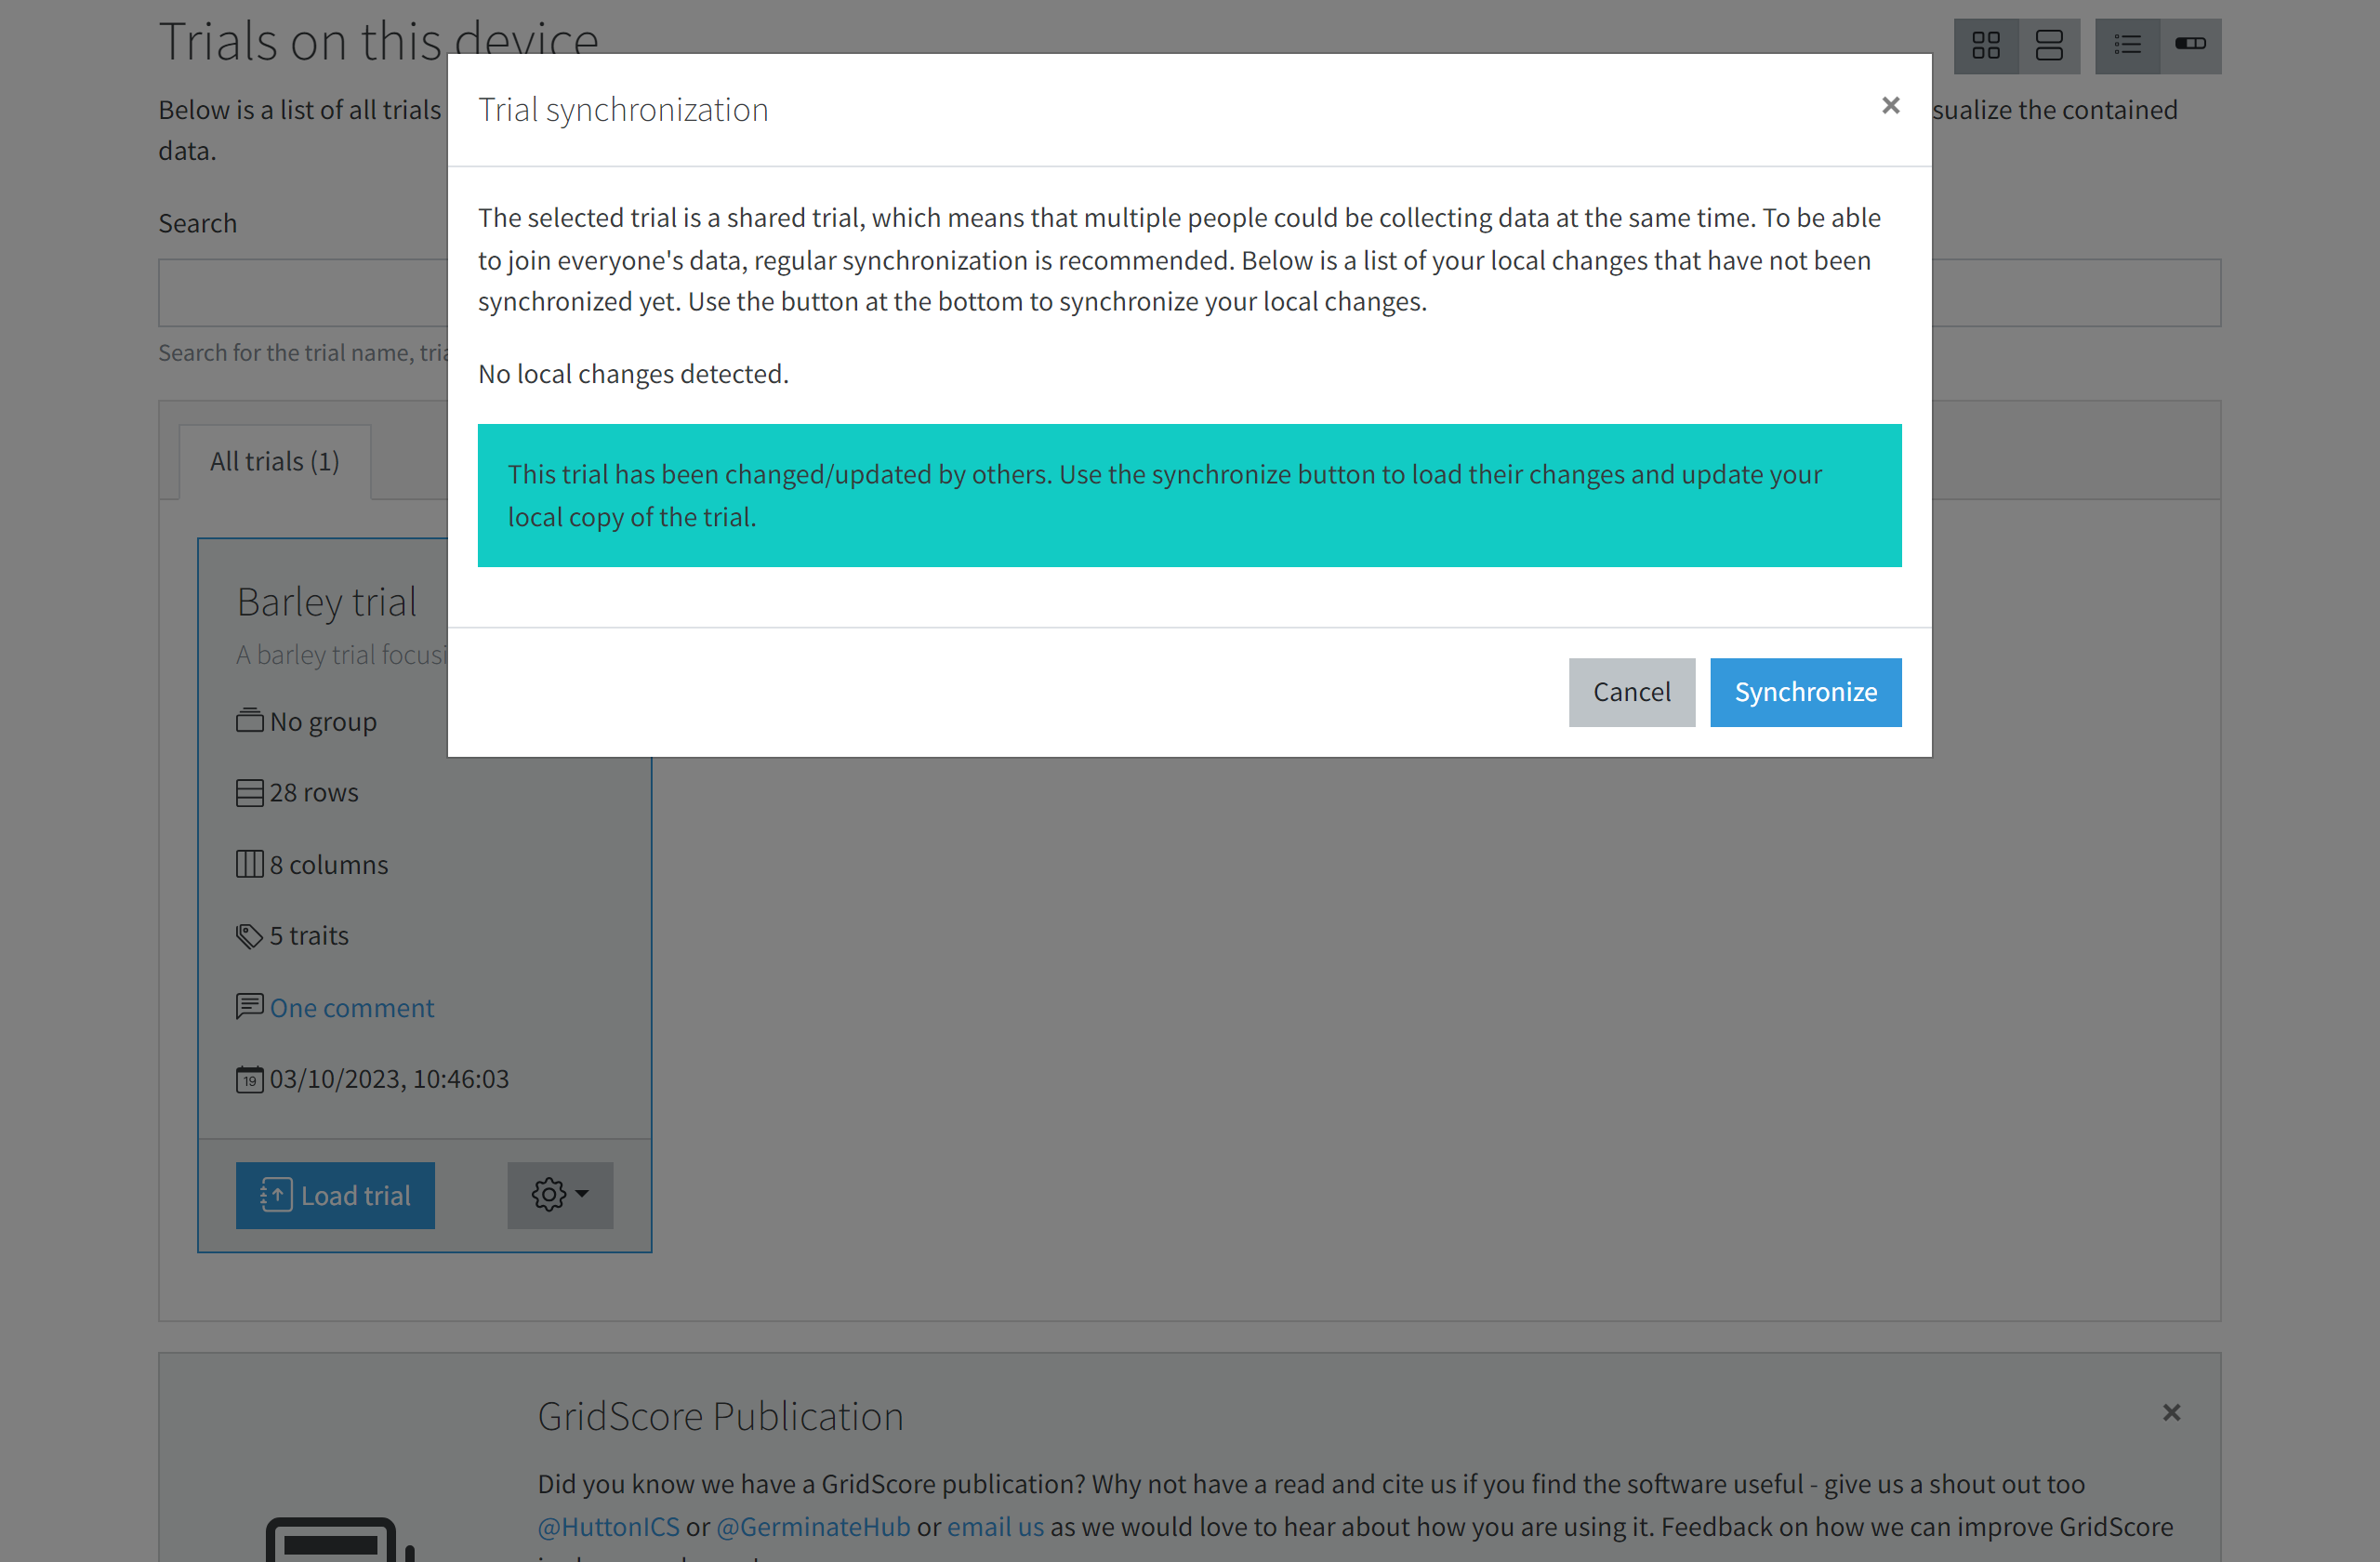 Trials on this device
Below is a list of all trials
sualize the contained
data.
Search
Search for the trial name,
All trials (1)
Trial synchronization
×
The selected trial is a shared trial, which means that multiple people could be collecting data at the same time. To be able
to join everyone's data, regular synchronization is recommended. Below is a list of your local changes that have not been
synchronized yet. Use the button at the bottom to synchronize your local changes.
No local changes detected.
This trial has been changed/updated by others. Use the synchronize button to load their changes and update your
local copy of the trial.
Cancel
Synchronize
Barley trial
A barley trial
No group
28 rows
8 columns
5 traits
One comment
19 03/10/2023, 10:46:03
Load trial
GridScore Publication
×
Did you know we have a GridScore publication? Why not have a read and cite us if you find the software useful - give us a shout out too
@HuttonICS or @GerminateHub or email us as we would love to hear about how you are using it. Feedback on how we can improve GridScore